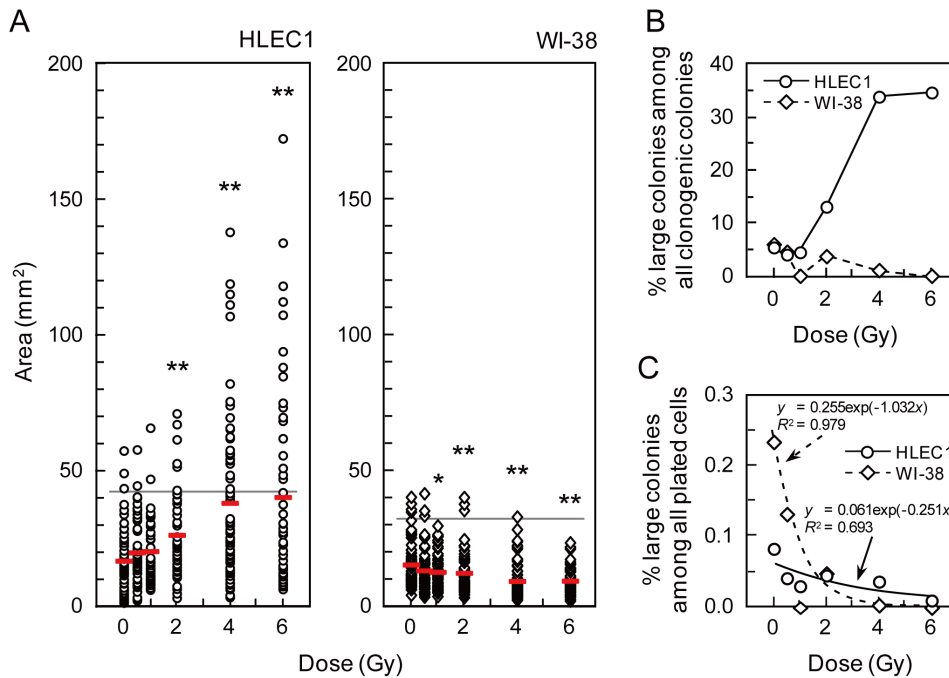 A
HLEC1
WI-38
200
150
100
50
0
Area (mm²)
**
**
**
0 2 4 6
200
150
100
50
0
*
**
**
**
0 2 4 6
Dose (Gy)
B
% large colonies among
all clonogenic colonies
40
30
20
10
0
HLEC1
WI-38
0 2 4 6
Dose (Gy)
C
% large colonies
among all plated cells
0.3
0.2
0.1
0.0
y = 0.255exp(-1.032x)
R² = 0.979
HLEC1
WI-38
y = 0.061exp(-0.251x
R² = 0.693
0 2 4 6
Dose (Gy)